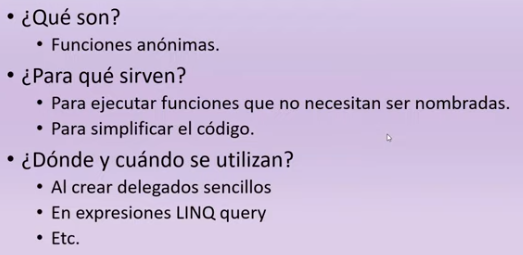 • ¿Qué son?
• Funciones anónimas.
• ¿Para qué sirven?
• Para ejecutar funciones que no necesitan ser nombradas.
• Para simplificar el código.
• ¿Dónde y cuándo se utilizan?
• Al crear delegados sencillos
• En expresiones LINQ query
• Etc.